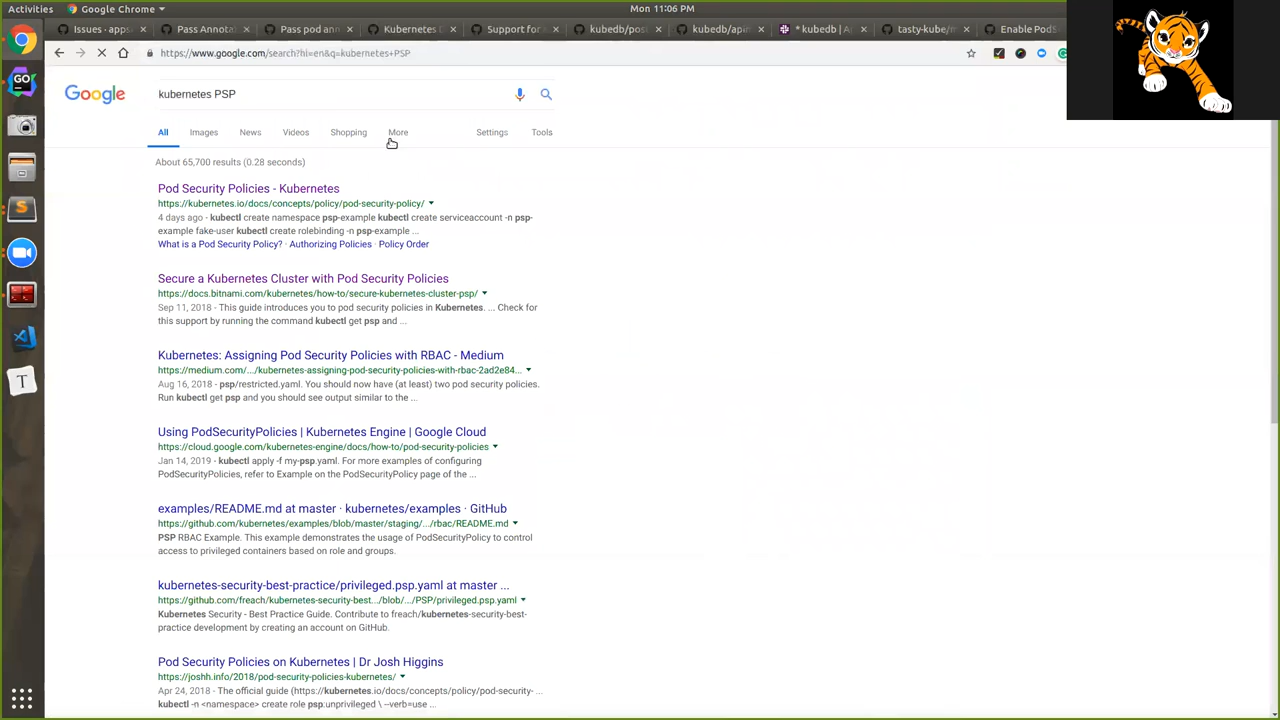 Activities
Google Chrome
Mon 11:06 PM
Issues · apps
Pass Annota
Pass pod ann
Kubernetes
Support for
kubedb/pos
kubedb/api
* kubedb |
tasty-kube/m
Enable PodS
https://www.google.com/search?hl=en&q=kubernetes+PSP
Google
kubernetes PSP
All Images News Videos Shopping More Settings Tools
About 65,700 results (0.28 seconds)
Pod Security Policies - Kubernetes
https://kubernetes.io/docs/concepts/policy/pod-security-policy/
4 days ago - kubectl create namespace psp-example kubectl create serviceaccount -n psp-
example fake-user kubectl create rolebinding -n psp-example ...
What is a Pod Security Policy? · Authorizing Policies · Policy Order
Secure a Kubernetes Cluster with Pod Security Policies
https://docs.bitnami.com/kubernetes/how-to/secure-kubernetes-cluster-psp/
Sep 11, 2018 - This guide introduces you to pod security policies in Kubernetes. ... Check for
this support by running the command kubectl get psp and ...
Kubernetes: Assigning Pod Security Policies with RBAC - Medium
https://medium.com/.../kubernetes-assigning-pod-security-policies-with-rbac-2ad2e84...
Aug 16, 2018 - psp/restricted.yaml. You should now have (at least) two pod security policies.
Run kubectl get psp and you should see output similar to the ...
Using PodSecurityPolicies | Kubernetes Engine | Google Cloud
https://cloud.google.com/kubernetes-engine/docs/how-to/pod-security-policies
Jan 14, 2019 - kubectl apply -f my-psp.yaml. For more examples of configuring
PodSecurityPolicies, refer to Example on the PodSecurityPolicy page of the ...
examples/README.md at master · kubernetes/examples · GitHub
https://github.com/kubernetes/examples/blob/master/staging/.../rbac/README.md
PSP RBAC Example. This example demonstrates the usage of PodSecurityPolicy to control
access to privileged containers based on role and groups.
kubernetes-security-best-practice/privileged.psp.yaml at master ...
https://github.com/freach/kubernetes-security-best.../blob/.../PSP/privileged.psp.yaml
Kubernetes Security - Best Practice Guide. Contribute to freach/kubernetes-security-best-
practice development by creating an account on GitHub.
Pod Security Policies on Kubernetes | Dr Josh Higgins
https://joshh.info/2018/pod-security-policies-kubernetes/
Apr 24, 2018 - The official guide (https://kubernetes.io/docs/concepts/policy/pod-security- ...
kubectl -n <namespace> create role psp:unprivileged \ --verb=use ...
GO
S
T